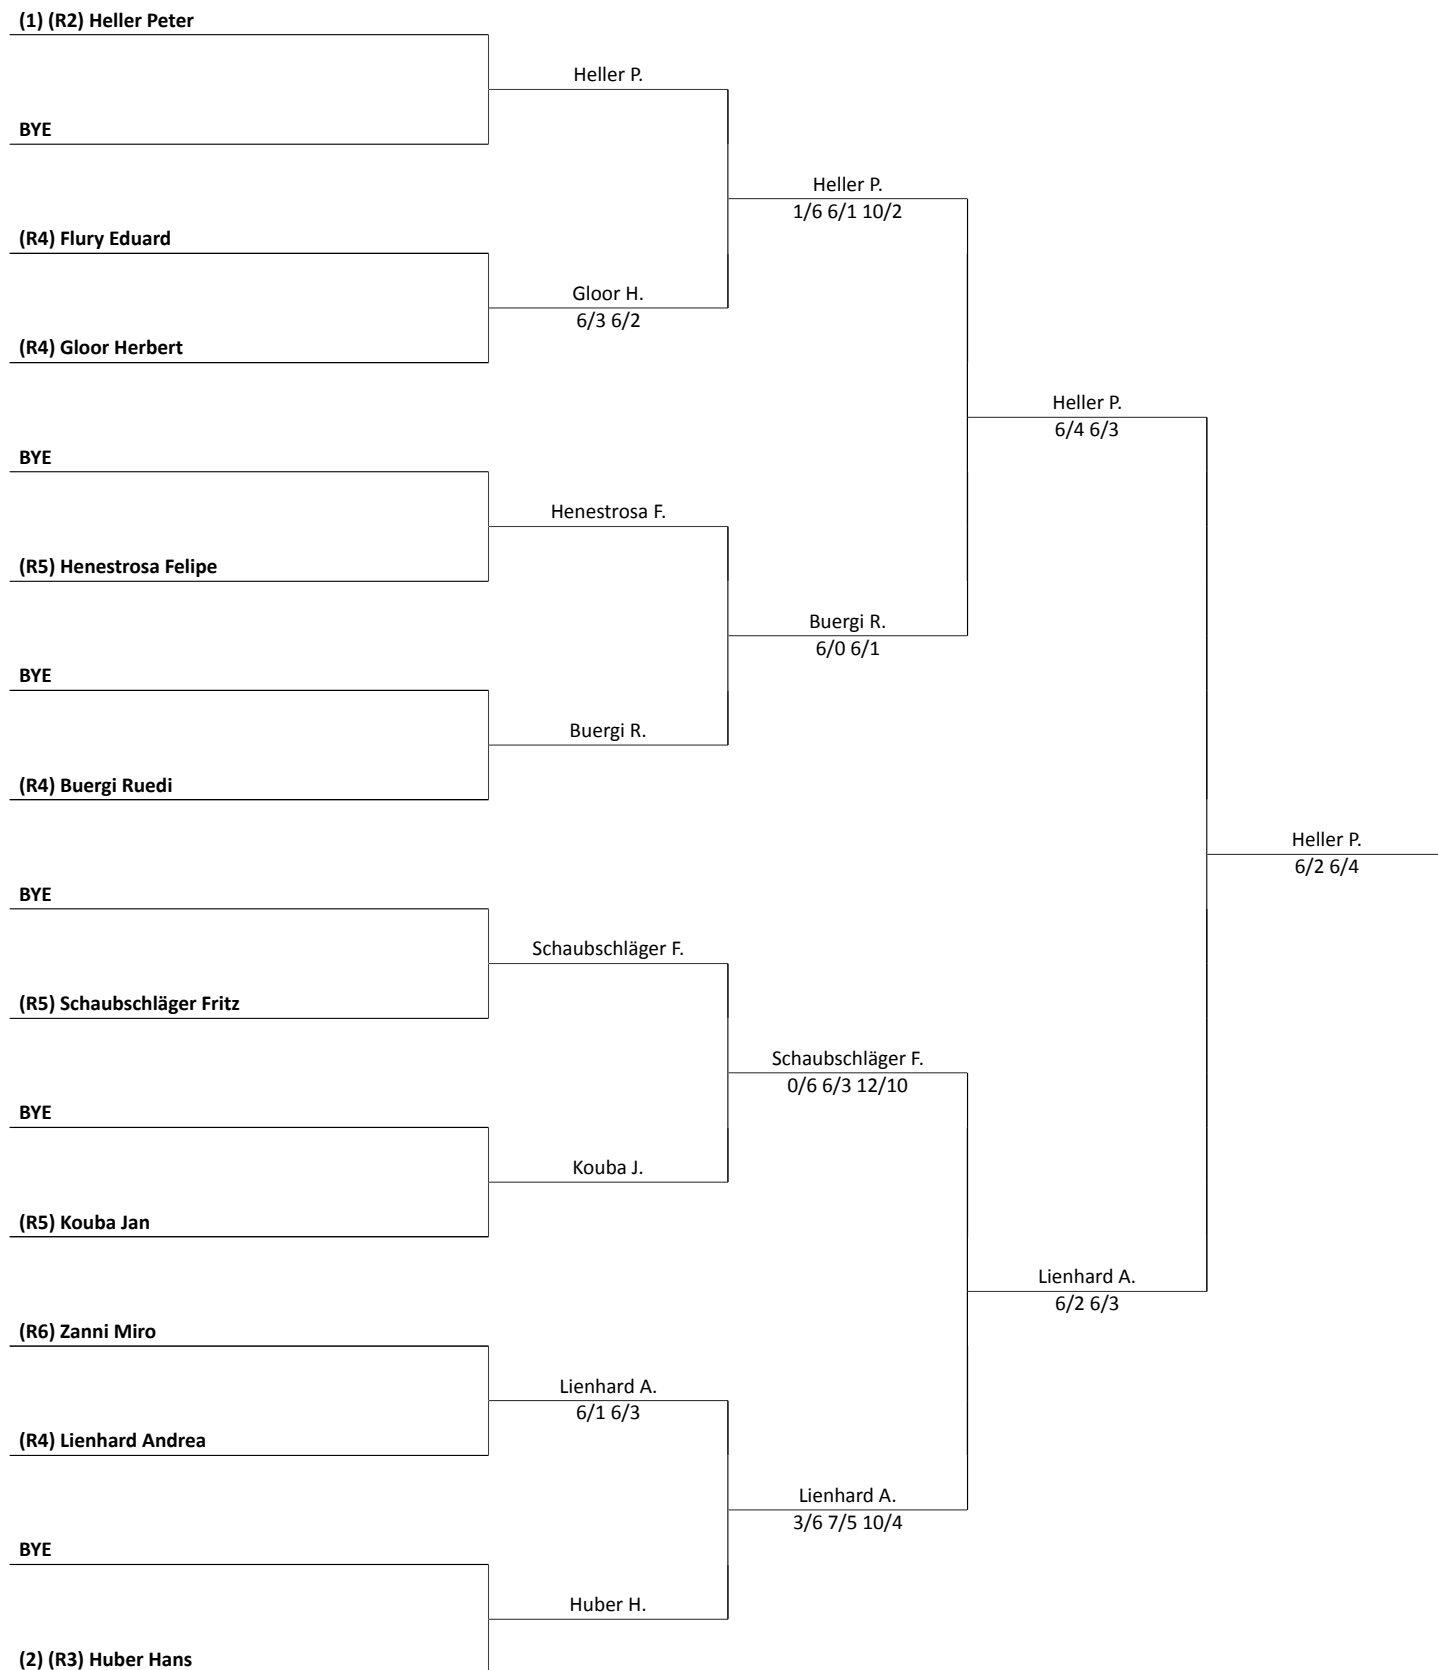 (1) (R2) Heller Peter
Heller P.
BYE
Heller P.
1/6 6/1 10/2
(R4) Flury Eduard
Gloor H.
6/3 6/2
(R4) Gloor Herbert
Heller P.
6/4 6/3
BYE
Henestrosa F.
(R5) Henestrosa Felipe
Buergi R.
6/0 6/1
BYE
Buergi R.
(R4) Buergi Ruedi
Heller P.
6/2 6/4
BYE
Schaubschläger F.
(R5) Schaubschläger Fritz
Schaubschläger F.
0/6 6/3 12/10
BYE
Kouba J.
(R5) Kouba Jan
Lienhard A.
6/2 6/3
(R6) Zanni Miro
Lienhard A.
6/1 6/3
(R4) Lienhard Andrea
Lienhard A.
3/6 7/5 10/4
BYE
Huber H.
(2) (R3) Huber Hans